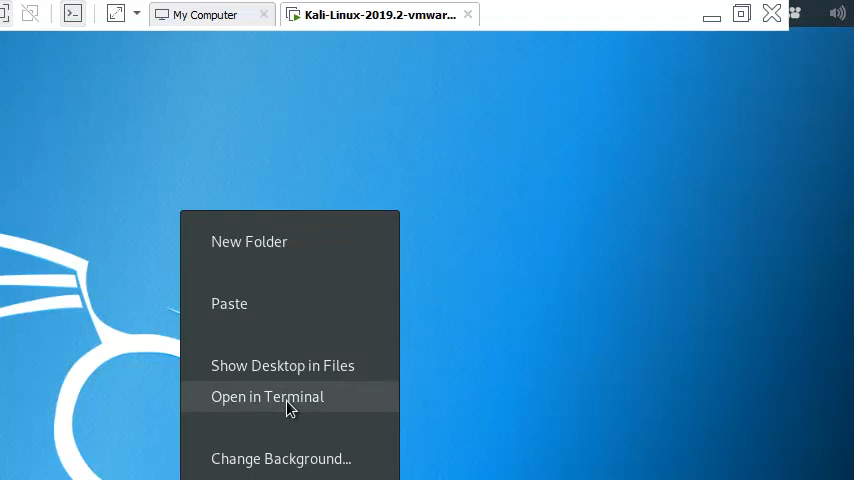 My Computer
Kali-Linux-2019.2-vmwar...
New Folder
Paste
Show Desktop in Files
Open in Terminal
Change Background...